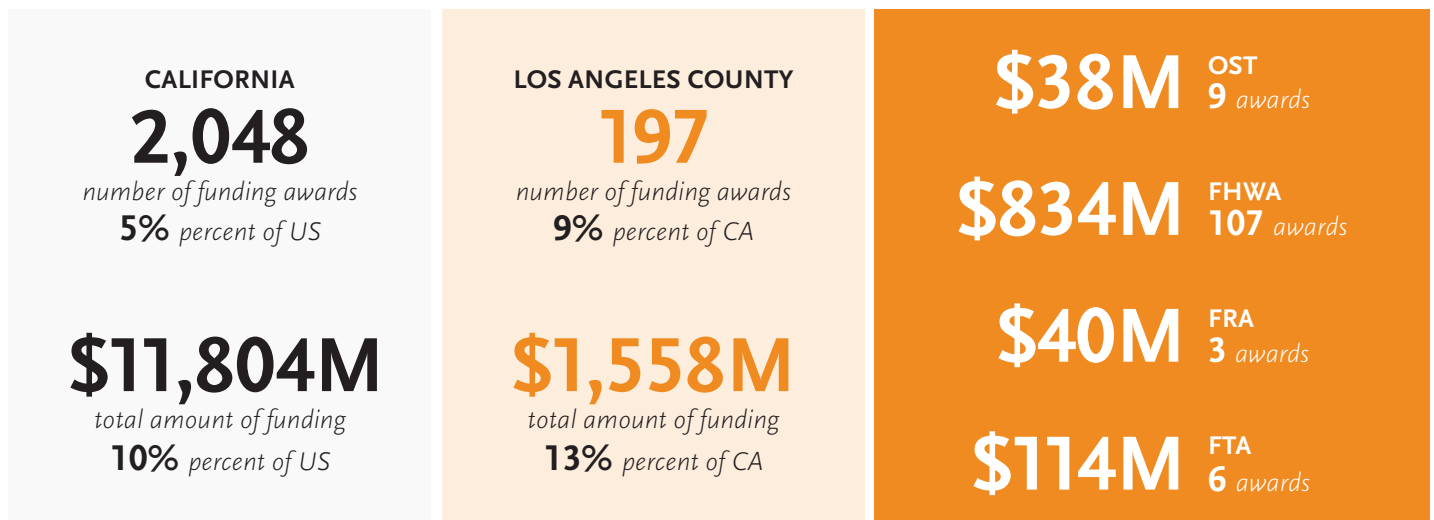 CALIFORNIA
2,048
number of funding awards
5% percent of US
$11,804M
total amount of funding
10% percent of US
LOS ANGELES COUNTY
197
number of funding awards
9% percent of CA
$1,558M
total amount of funding
13% percent of CA
$38M
OST
9 awards
$834M
FHWA
107 awards
$40M
FRA
3 awards
$114M
FTA
6 awards